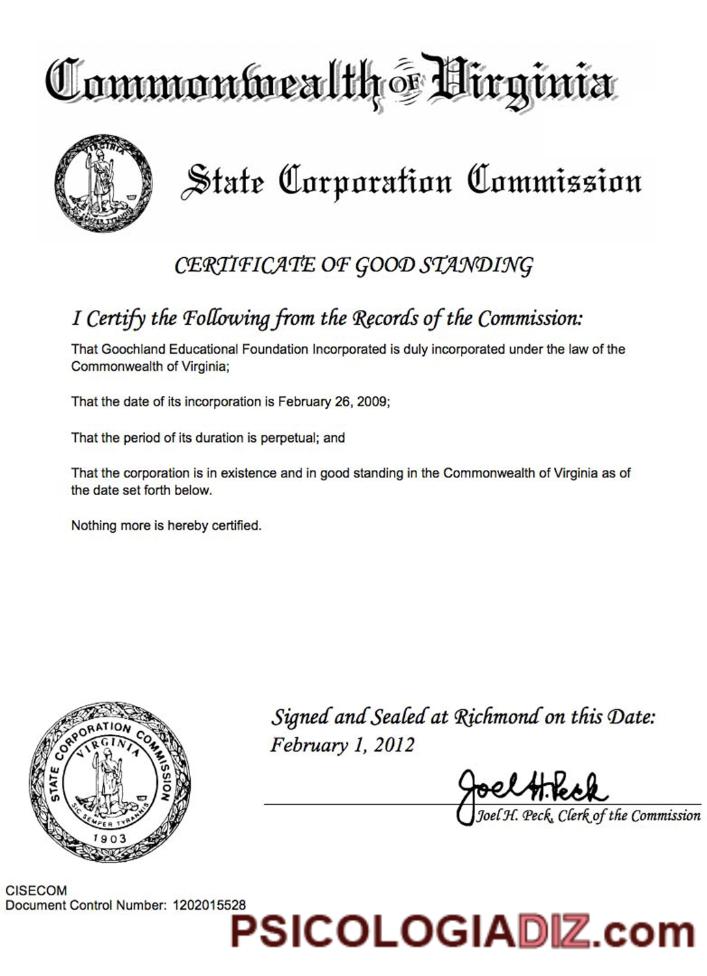 Commonwealth OF Virginia
VIRGINIA
SIC SEMPER TYRANNIS
State Corporation Commission
CERTIFICATE OF GOOD STANDING
I Certify the Following from the Records of the Commission:
That Goochland Educational Foundation Incorporated is duly incorporated under the law of the
Commonwealth of Virginia;
That the date of its incorporation is February 26, 2009;
That the period of its duration is perpetual; and
That the corporation is in existence and in good standing in the Commonwealth of Virginia as of
the date set forth below.
Nothing more is hereby certified.
STATE CORPORATION COMMISSION
VIRGINIA
SIC SEMPER TYRANNIS
1903
Signed and Sealed at Richmond on this Date:
February 1, 2012
Joel H. Peck
Joel H. Peck, Clerk of the Commission
CISECOM
Document Control Number: 1202015528
PSICOLOGIADIZ.com